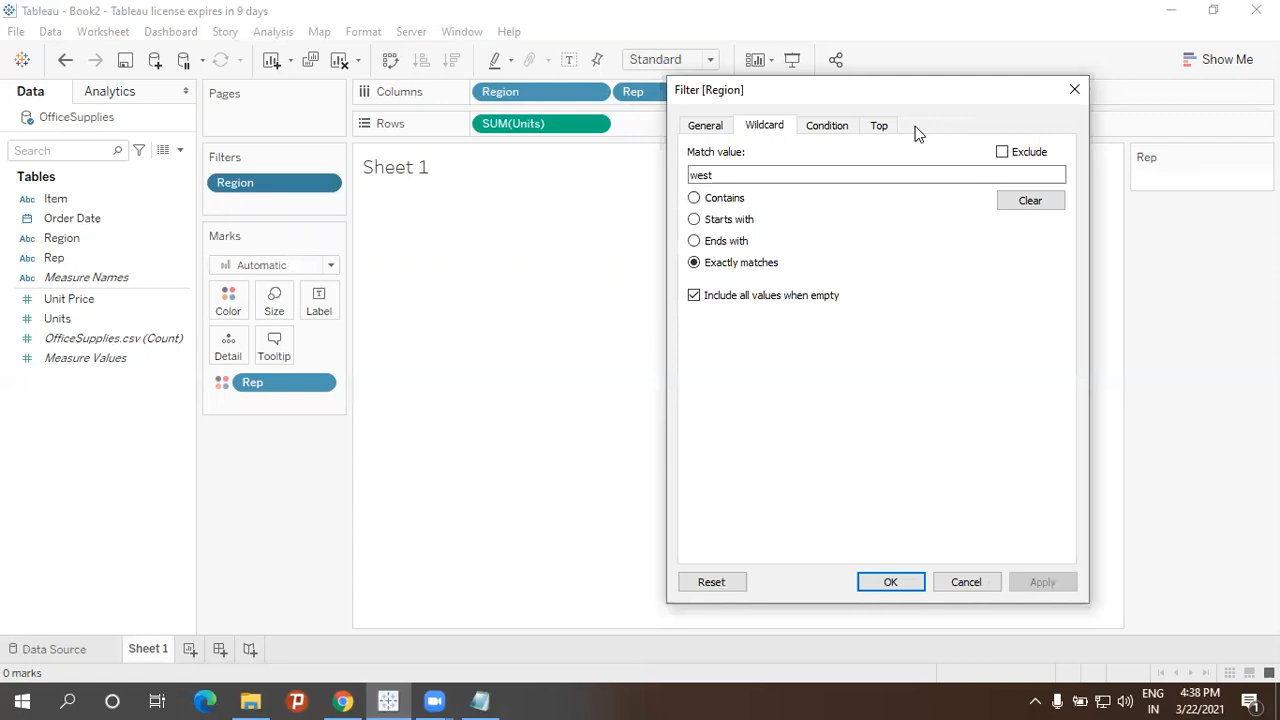 Tableau - Book2 - Tableau license expires in 9 days
File Data Worksheet Dashboard Story Analysis Map Format Server Window Help
Standard
Show Me
Data Analytics
OfficeSupplies
Search
Tables
Abc Item
Order Date
Abc Region
Abc Rep
Abc Measure Names
# Unit Price
# Units
# OfficeSupplies.csv (Count)
# Measure Values
Pages
Filters
Region
Marks
Automatic
Color Size Label
Detail Tooltip
Rep
Columns Region Rep
Rows SUM(Units)
Sheet 1
Filter [Region]
General Wildcard Condition Top
Match value: Exclude
west
Contains
Clear
Starts with
Ends with
Exactly matches
Include all values when empty
Reset OK Cancel Apply
Rep
Data Source Sheet 1
0 marks
ENG
IN
4:38 PM
3/22/2021
1